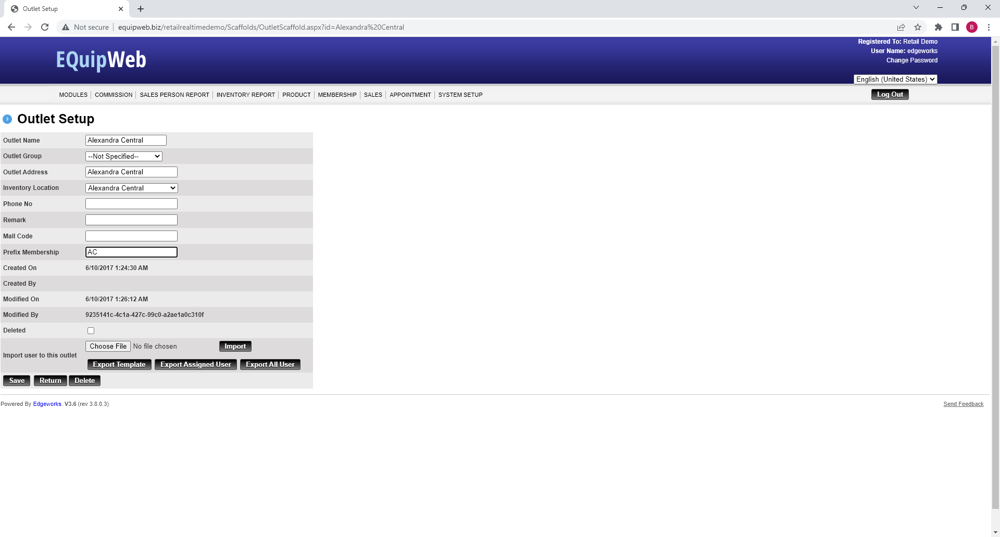 Outlet Setup
Not secure
equipweb.biz/retailrealtimedemo/Scaffolds/OutletScaffold.aspx?id=Alexandra%20Central
B
EQuipWeb
Registered To: Retail Demo
User Name: edgeworks
Change Password
English (United States)
MODULES
COMMISSION
SALES PERSON REPORT
INVENTORY REPORT
PRODUCT
MEMBERSHIP
SALES
APPOINTMENT
SYSTEM SETUP
Log Out
Outlet Setup
Outlet Name Alexandra Central
Outlet Group --Not Specified--
Outlet Address Alexandra Central
Inventory Location Alexandra Central
Phone No
Remark
Mall Code
Prefix Membership AC
Created On 6/10/2017 1:24:30 AM
Created By
Modified On 6/10/2017 1:26:12 AM
Modified By 9235141c-4c1a-427c-99c0-a2ae1a0c310f
Deleted
Import user to this outlet
Choose File No file chosen Import
Export Template Export Assigned User Export All User
Save Return Delete
Powered By Edgeworks. V3.6 (rev 3.8.0.3)
Send Feedback